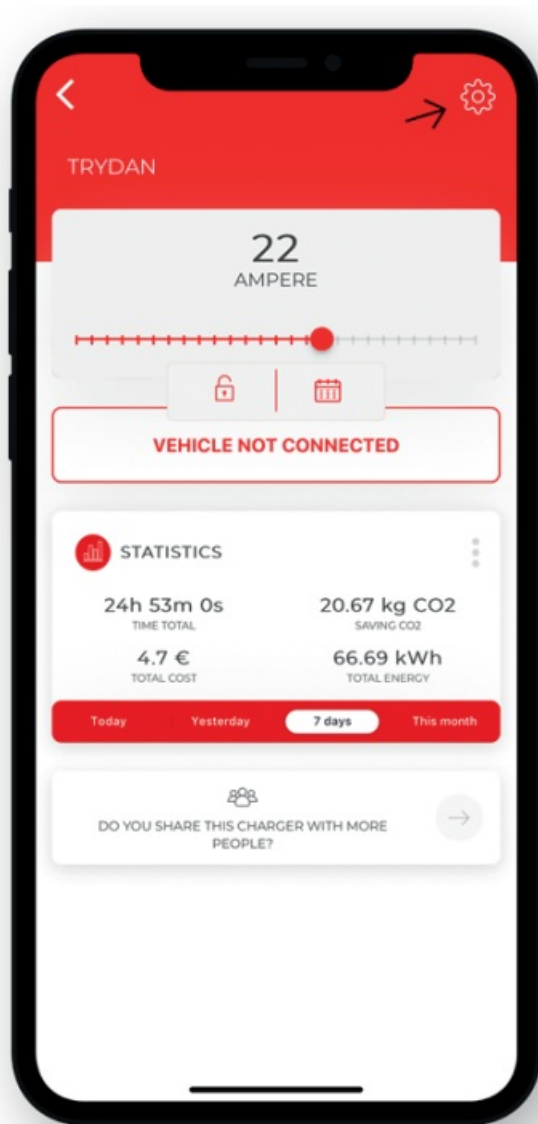 TRYDAN
22
AMPERE
VEHICLE NOT CONNECTED
STATISTICS
24h 53m 0s
TIME TOTAL
20.67 kg CO2
SAVING CO2
4.7 €
TOTAL COST
66.69 kWh
TOTAL ENERGY
Today
Yesterday
7 days
This month
DO YOU SHARE THIS CHARGER WITH MORE
PEOPLE?